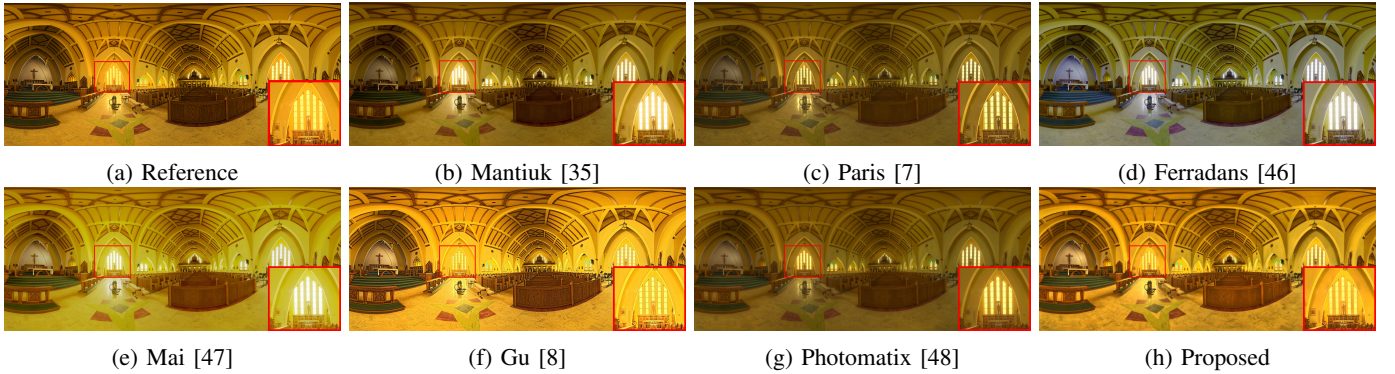 (a) Reference
(b) Mantiuk [35]
(c) Paris [7]
(d) Ferradans [46]
(e) Mai [47]
(f) Gu [8]
(g) Photomatix [48]
(h) Proposed